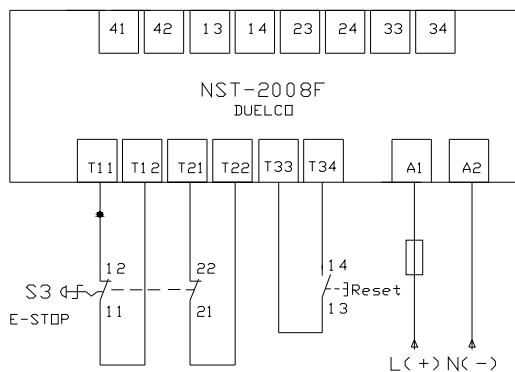 41 42 13 14 23 24 33 34
NST-2008F
DUELCO
T11 T12 T21 T22 T33 T34 A1 A2
12 22 14
S3 Reset
11 21 13
E-STOP
L(+) N(-)